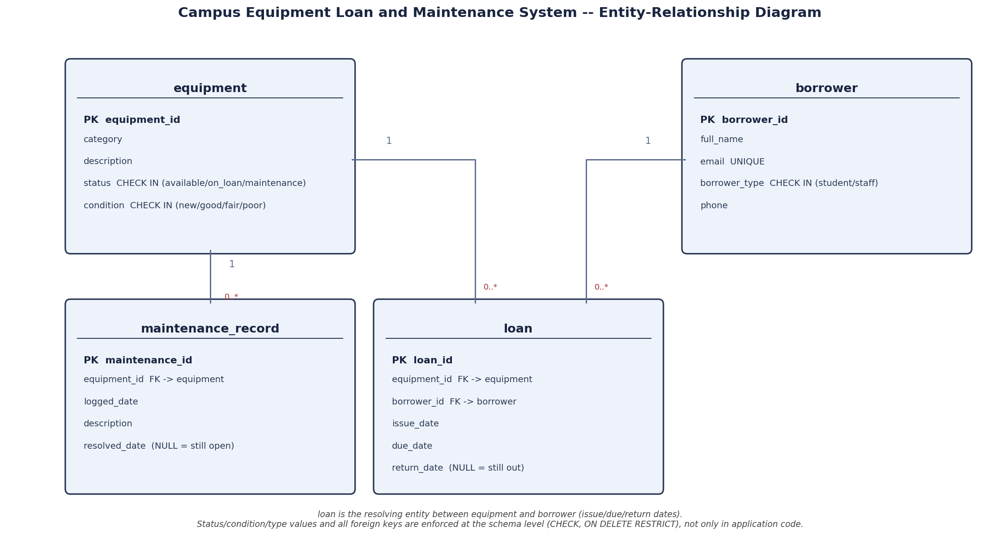 Campus Equipment Loan and Maintenance System -- Entity-Relationship Diagram
equipment
PK  equipment_id
category
description
status  CHECK IN (available/on_loan/maintenance)
condition  CHECK IN (new/good/fair/poor)
borrower
PK  borrower_id
full_name
email  UNIQUE
borrower_type  CHECK IN (student/staff)
phone
1
1
1
0..*
0..*
0..*
maintenance_record
PK  maintenance_id
equipment_id  FK -> equipment
logged_date
description
resolved_date  (NULL = still open)
loan
PK  loan_id
equipment_id  FK -> equipment
borrower_id  FK -> borrower
issue_date
due_date
return_date  (NULL = still out)
loan is the resolving entity between equipment and borrower (issue/due/return dates).
Status/condition/type values and all foreign keys are enforced at the schema level (CHECK, ON DELETE RESTRICT), not only in application code.